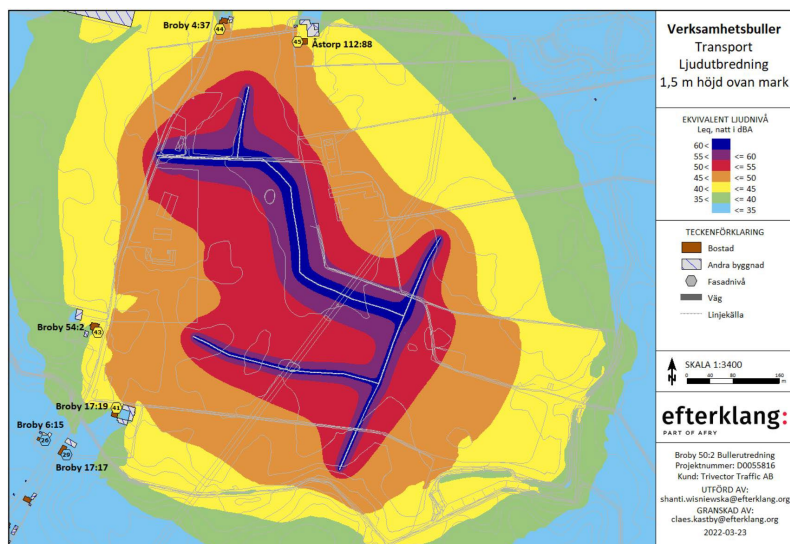 Broby 4:37
44
45
Åstorp 112:88
Broby 54:2
43
Broby 17:19
41
Broby 6:15
26
29
Broby 17:17
Verksamhetsbuller
Transport
Ljudutbredning
1,5 m höjd ovan mark
EKVIVALENT LJUDNIVÅ
Leq, natt i dBA
60<
55< <= 60
50< <= 55
45< <= 50
40< <= 45
35< <= 40
<= 35
TECKENFÖRKLARING
Bostad
Andra byggnad
Fasadnivå
Väg
Linjekälla
SKALA 1:3400
0 40 80 160
m
efterklang:
PART OF AFRY
Broby 50:2 Bullerutredning
Projektnummer: D0055816
Kund: Trivector Traffic AB
UTFÖRD AV:
shanti.wisniewska@efterklang.org
GRANSKAD AV:
claes.kastby@efterklang.org
2022-03-23